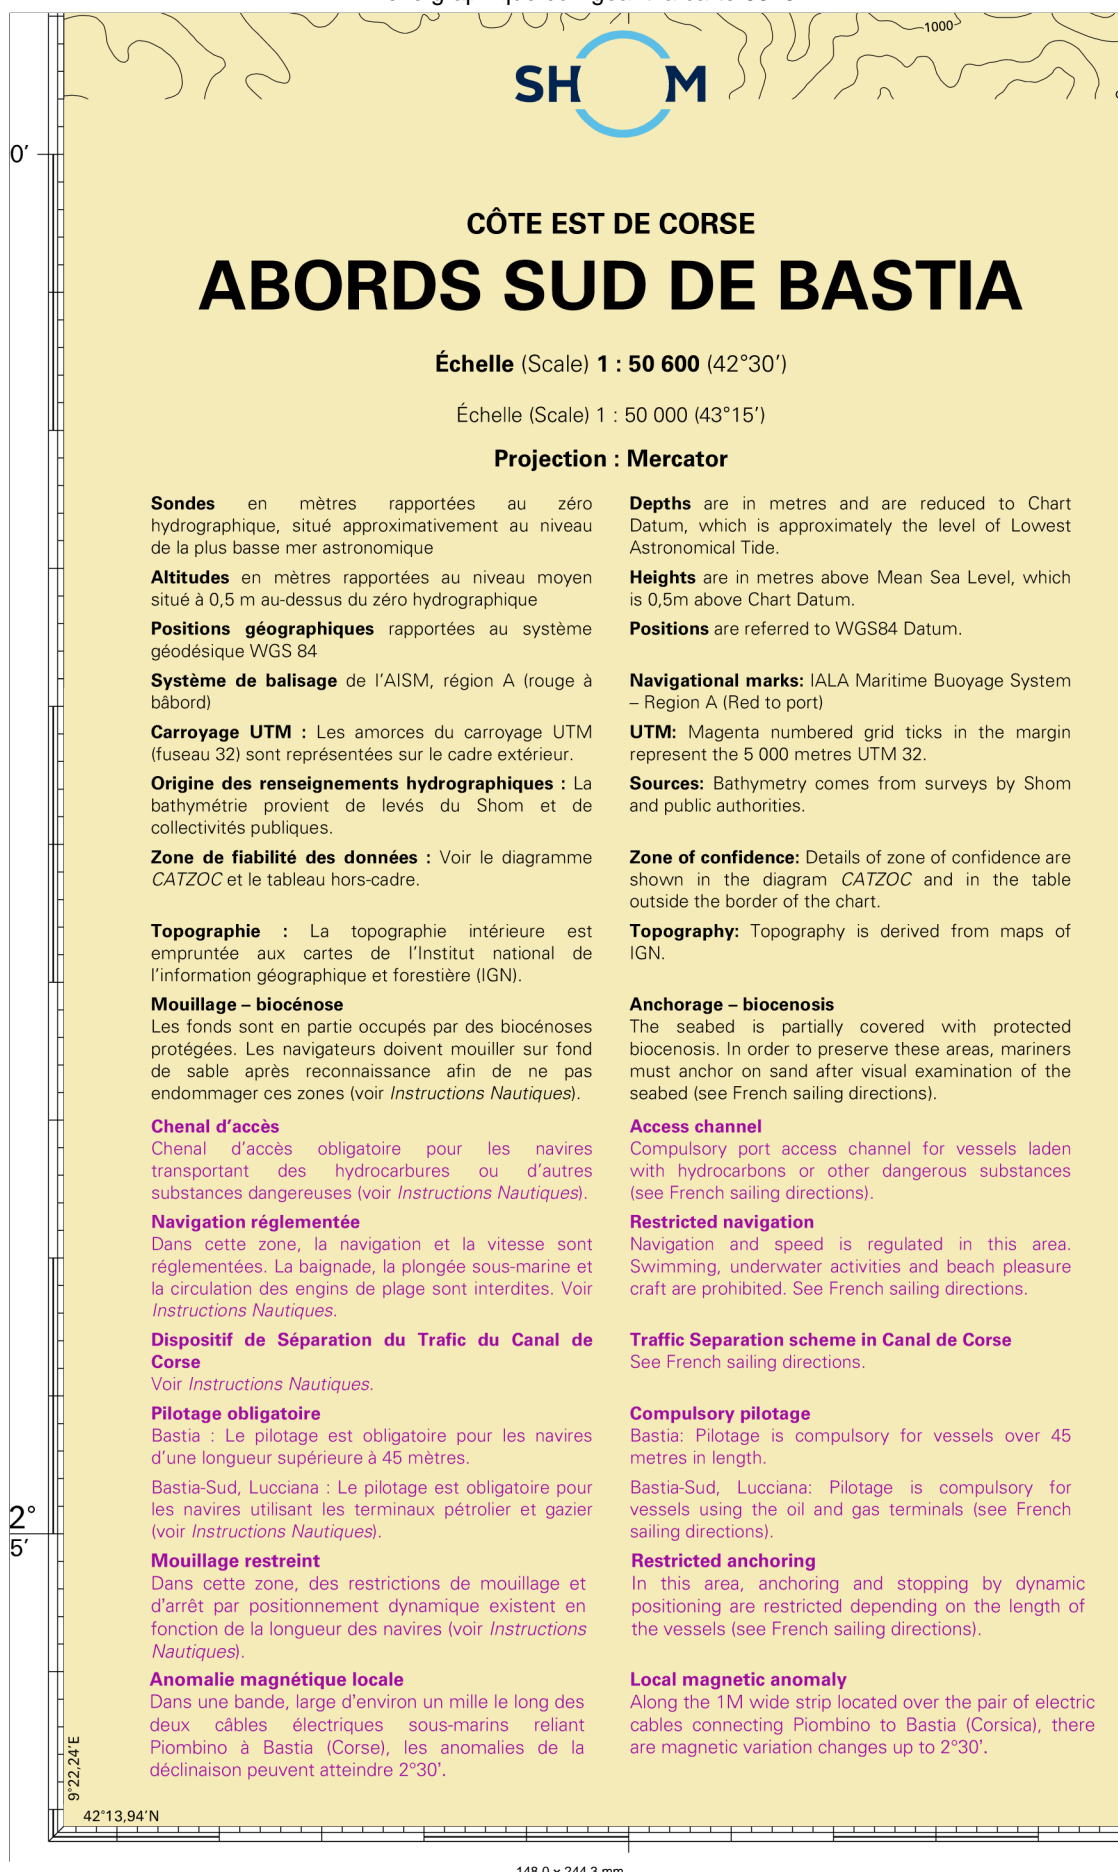 1000
SHOM
0′
CÔTE EST DE CORSE
ABORDS SUD DE BASTIA
Échelle (Scale) 1 : 50 600 (42°30′)
Échelle (Scale) 1 : 50 000 (43°15′)
Projection : Mercator
Sondes en mètres rapportées au zéro
hydrographique, situé approximativement au niveau
de la plus basse mer astronomique
Depths are in metres and are reduced to Chart
Datum, which is approximately the level of Lowest
Astronomical Tide.
Altitudes en mètres rapportées au niveau moyen
situé à 0,5 m au-dessus du zéro hydrographique
Heights are in metres above Mean Sea Level, which
is 0,5m above Chart Datum.
Positions géographiques rapportées au système
géodésique WGS 84
Positions are referred to WGS84 Datum.
Système de balisage de l’AISM, région A (rouge à
bâbord)
Navigational marks: IALA Maritime Buoyage System
– Region A (Red to port)
Carroyage UTM : Les amorces du carroyage UTM
(fuseau 32) sont représentées sur le cadre extérieur.
UTM: Magenta numbered grid ticks in the margin
represent the 5 000 metres UTM 32.
Origine des renseignements hydrographiques : La
bathymétrie provient de levés du Shom et de
collectivités publiques.
Sources: Bathymetry comes from surveys by Shom
and public authorities.
Zone de fiabilité des données : Voir le diagramme
CATZOC et le tableau hors-cadre.
Zone of confidence: Details of zone of confidence are
shown in the diagram CATZOC and in the table
outside the border of the chart.
Topographie : La topographie intérieure est
empruntée aux cartes de l’Institut national de
l’information géographique et forestière (IGN).
Topography: Topography is derived from maps of
IGN.
Mouillage – biocénose
Les fonds sont en partie occupés par des biocénoses
protégées. Les navigateurs doivent mouiller sur fond
de sable après reconnaissance afin de ne pas
endommager ces zones (voir Instructions Nautiques).
Anchorage – biocenosis
The seabed is partially covered with protected
biocenosis. In order to preserve these areas, mariners
must anchor on sand after visual examination of the
seabed (see French sailing directions).
Chenal d’accès
Chenal d’accès obligatoire pour les navires
transportant des hydrocarbures ou d’autres
substances dangereuses (voir Instructions Nautiques).
Access channel
Compulsory port access channel for vessels laden
with hydrocarbons or other dangerous substances
(see French sailing directions).
Navigation réglementée
Dans cette zone, la navigation et la vitesse sont
réglementées. La baignade, la plongée sous-marine et
la circulation des engins de plage sont interdites. Voir
Instructions Nautiques.
Restricted navigation
Navigation and speed is regulated in this area.
Swimming, underwater activities and beach pleasure
craft are prohibited. See French sailing directions.
Dispositif de Séparation du Trafic du Canal de
Corse
Voir Instructions Nautiques.
Traffic Separation scheme in Canal de Corse
See French sailing directions.
Pilotage obligatoire
Bastia : Le pilotage est obligatoire pour les navires
d’une longueur supérieure à 45 mètres.
Compulsory pilotage
Bastia: Pilotage is compulsory for vessels over 45
metres in length.
Bastia-Sud, Lucciana : Le pilotage est obligatoire pour
les navires utilisant les terminaux pétrolier et gazier
(voir Instructions Nautiques).
Bastia-Sud, Lucciana: Pilotage is compulsory for
vessels using the oil and gas terminals (see French
sailing directions).
2°
5′
Mouillage restreint
Dans cette zone, des restrictions de mouillage et
d’arrêt par positionnement dynamique existent en
fonction de la longueur des navires (voir Instructions
Nautiques).
Restricted anchoring
In this area, anchoring and stopping by dynamic
positioning are restricted depending on the length of
the vessels (see French sailing directions).
Anomalie magnétique locale
Dans une bande, large d’environ un mille le long des
deux câbles électriques sous-marins reliant
Piombino à Bastia (Corse), les anomalies de la
déclinaison peuvent atteindre 2°30’.
Local magnetic anomaly
Along the 1M wide strip located over the pair of electric
cables connecting Piombino to Bastia (Corsica), there
are magnetic variation changes up to 2°30’.
9°22,24′E
42°13,94′N
148,0 x 244,3 mm